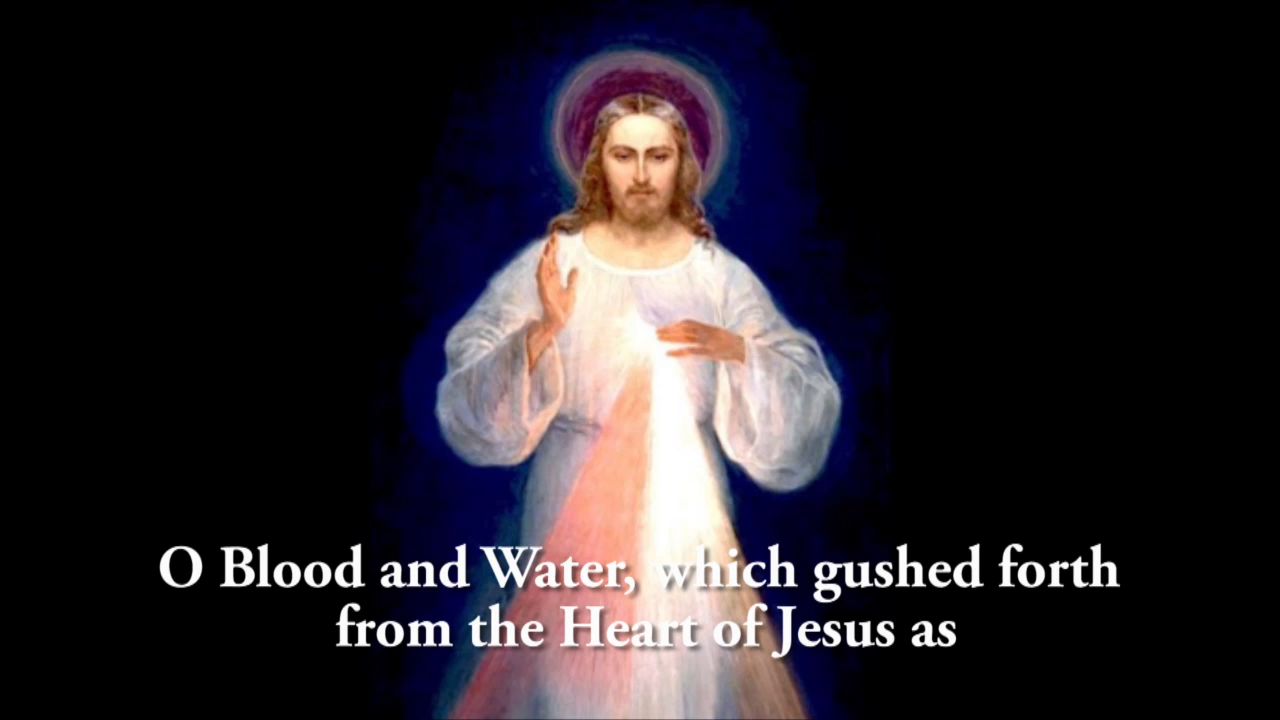 O Blood and Water, which gushed forth
from the Heart of Jesus as